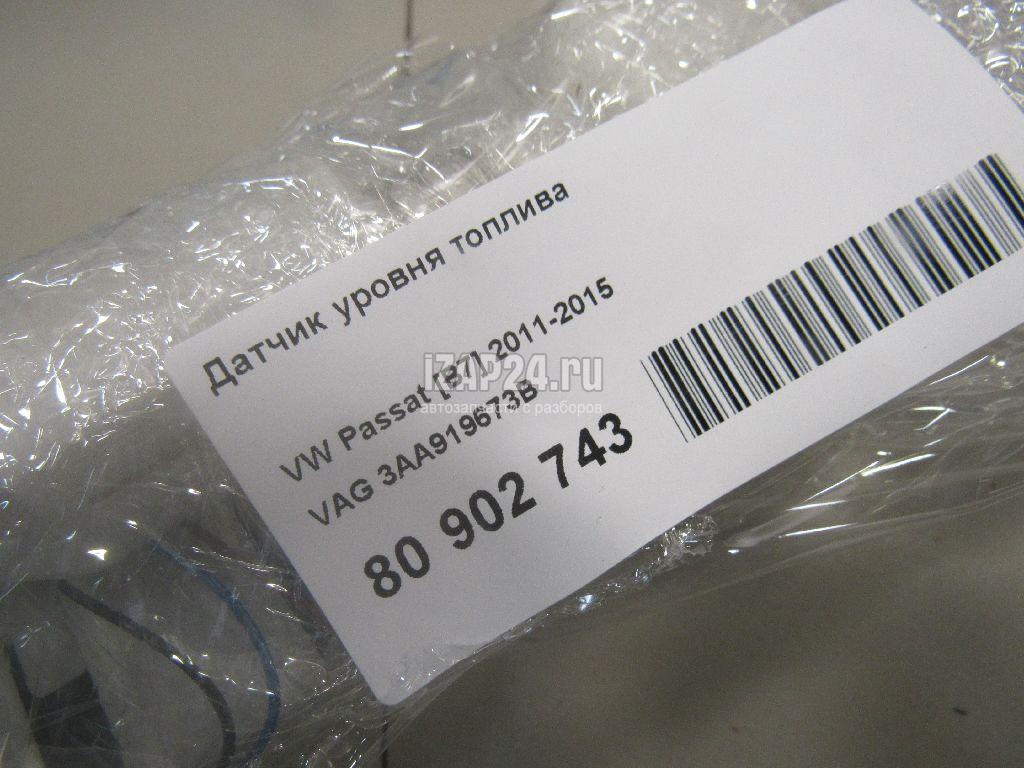 Датчик уровня топлива
VW Passat [B7] 2011-2015
VAG 3AA919673B
80 902 743
iZAP24.ru
автозапчасти с разборов